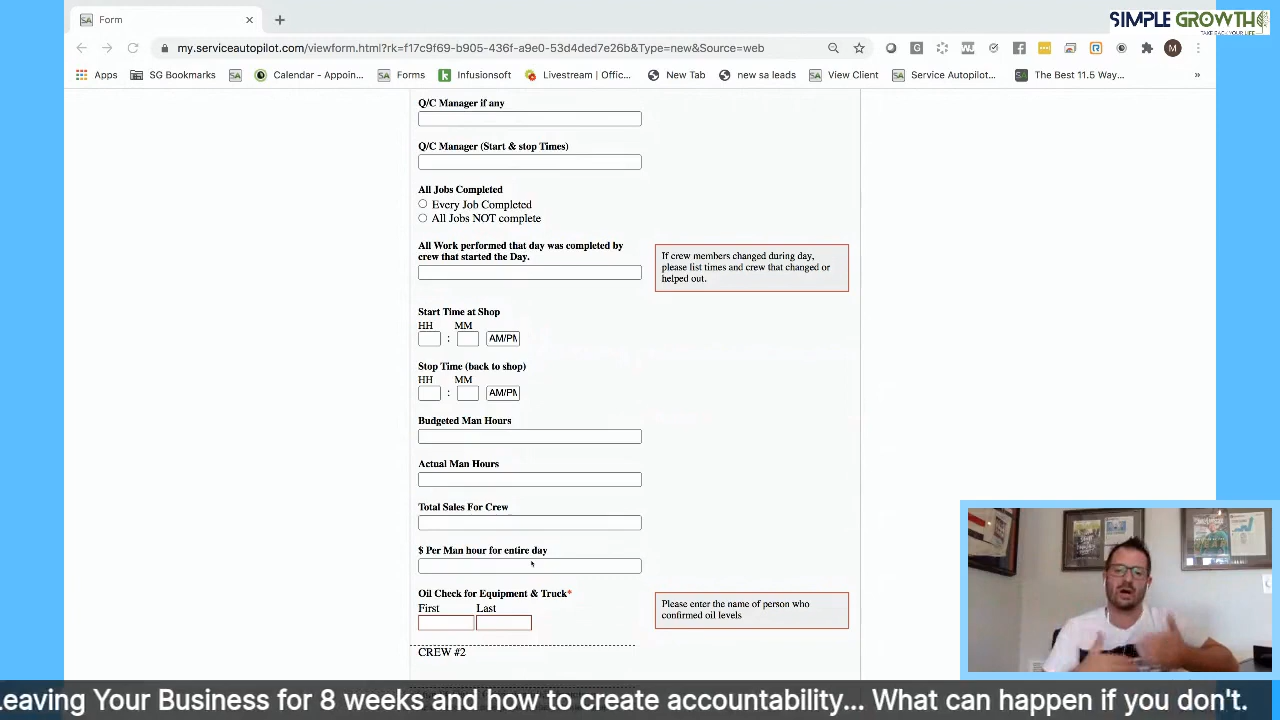 Form
SIMPLE GROWTH
TAKE BACK YOUR LIFE
my.serviceautopilot.com/viewform.html?rk=f17c9f69-b905-436f-a9e0-53d4ded7e26b&Type=new&Source=web
Apps SG Bookmarks Calendar - Appoin... Forms Infusionsoft Livestream | Offic... New Tab new sa leads View Client Service Autopilot... The Best 11.5 Way... »
Q/C Manager if any
Q/C Manager (Start & stop Times)
All Jobs Completed
Every Job Completed
All Jobs NOT complete
All Work performed that day was completed by
crew that started the Day.
If crew members changed during day,
please list times and crew that changed or
helped out.
Start Time at Shop
HH MM
: AM/PM
Stop Time (back to shop)
HH MM
: AM/PM
Budgeted Man Hours
Actual Man Hours
Total Sales For Crew
$ Per Man hour for entire day
Oil Check for Equipment & Truck*
First Last
Please enter the name of person who
confirmed oil levels
CREW #2
Leaving Your Business for 8 weeks and how to create accountability... What can happen if you don't.